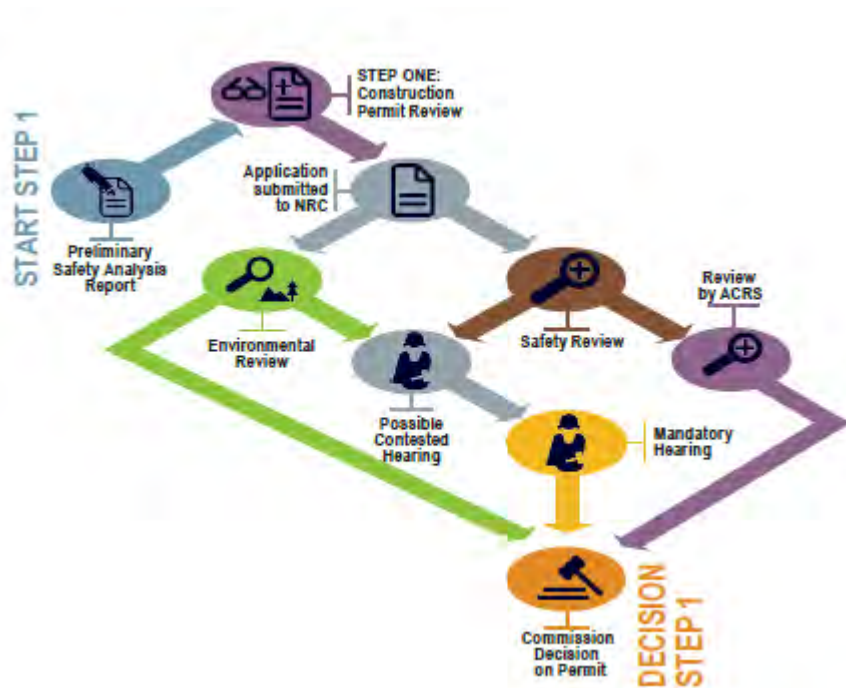 START STEP 1
STEP ONE:
Construction
Permit Review
Application
submitted
to NRC
Preliminary
Safety Analysis
Report
Environmental
Review
Safety Review
Review
by ACRS
Possible
Contested
Hearing
Mandatory
Hearing
Commission
Decision
on Permit
DECISION
STEP 1